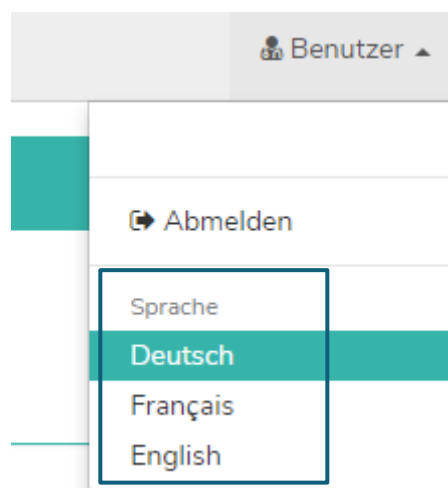 Benutzer
Abmelden
Sprache
Deutsch
Français
English